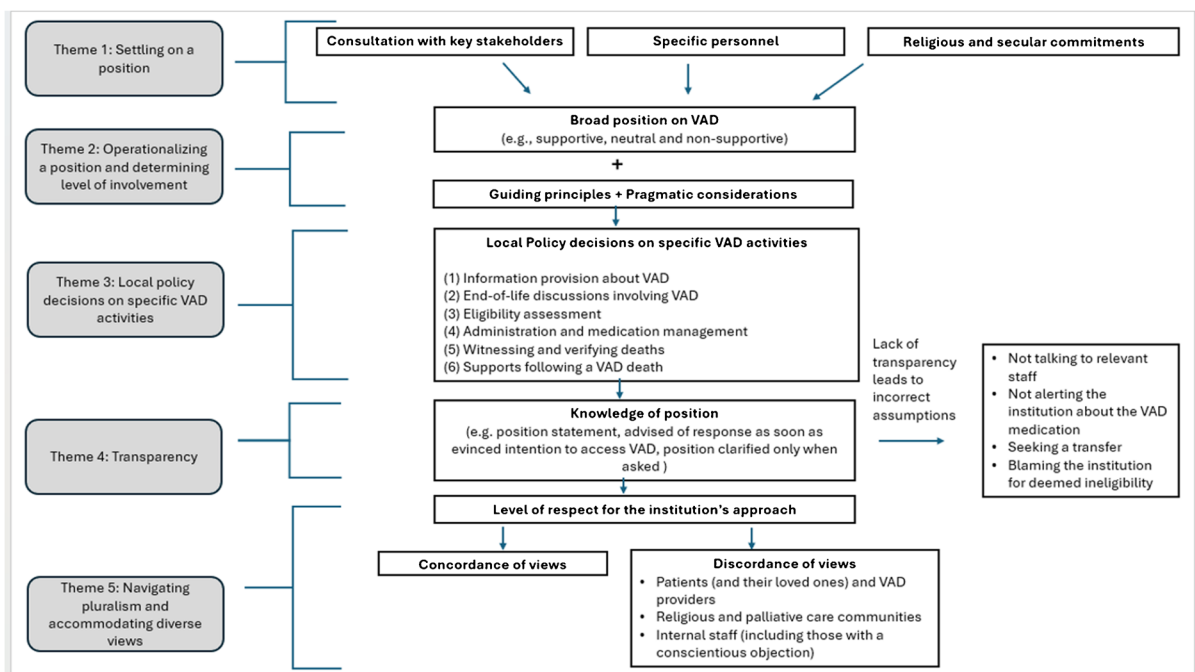 Theme 1: Settling on a
position
Consultation with key stakeholders
Specific personnel
Religious and secular commitments
Broad position on VAD
(e.g., supportive, neutral and non-supportive)
+
Theme 2: Operationalizing
a position and determining
level of involvement
Guiding principles + Pragmatic considerations
Theme 3: Local policy
decisions on specific VAD
activities
Local Policy decisions on specific VAD activities
(1) Information provision about VAD
(2) End-of-life discussions involving VAD
(3) Eligibility assessment
(4) Administration and medication management
(5) Witnessing and verifying deaths
(6) Supports following a VAD death
Lack of
transparency
leads to
incorrect
assumptions
• Not talking to relevant
staff
• Not alerting the
institution about the VAD
medication
• Seeking a transfer
• Blaming the institution
for deemed ineligibility
Theme 4: Transparency
Knowledge of position
(e.g. position statement, advised of response as soon as
evinced intention to access VAD, position clarified only when
asked )
Level of respect for the institution's approach
Theme 5: Navigating
pluralism and
accommodating diverse
views
Concordance of views
Discordance of views
• Patients (and their loved ones) and VAD
providers
• Religious and palliative care communities
• Internal staff (including those with a
conscientious objection)